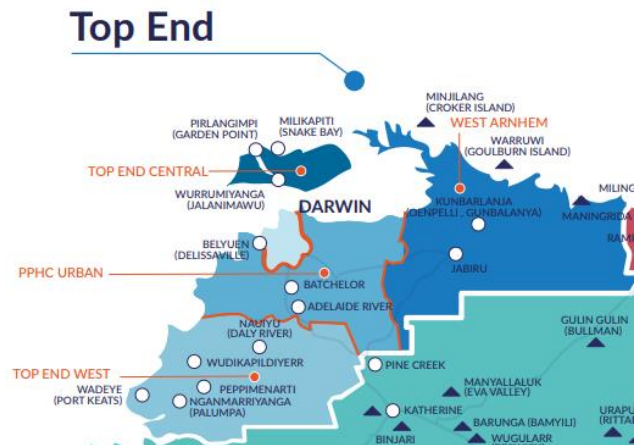 Top End
MINJILANG
(CROKER ISLAND)
PIRLANGIMPI
(GARDEN POINT)
MILIKAPITI
(SNAKE BAY)
WEST ARNHEM
WARRUWI
(GOULBURN ISLAND)
TOP END CENTRAL
WURRUMIYANGA
(JALANIMAWU)
DARWIN
KUNBARLANJA
(OENPELLI , GUNBALANYA)
MILING
MANINGRIDA
RAMI
BELYUEN
(DELISSAVILLE)
PPHC URBAN
JABIRU
BATCHELOR
ADELAIDE RIVER
NAUIYU
(DALY RIVER)
GULIN GULIN
(BULLMAN)
WUDIKAPILDIYERR
PINE CREEK
TOP END WEST
WADEYE
(PORT KEATS)
PEPPIMENARTI
NGANMARRIYANGA
(PALUMPA)
MANYALLALUK
(EVA VALLEY)
KATHERINE
BARUNGA (BAMYILI)
BINJARI
WUGULARR
URAPU
(RITTAR